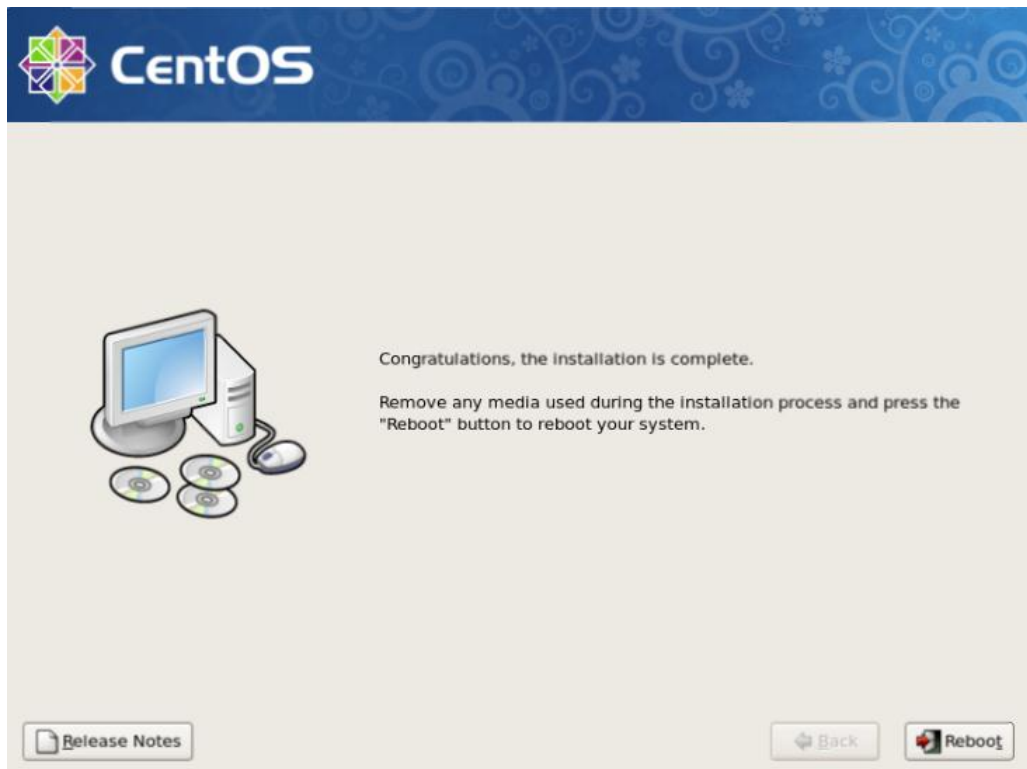 CentOS
Congratulations, the installation is complete.
Remove any media used during the installation process and press the
"Reboot" button to reboot your system.
Release Notes
Back
Reboot